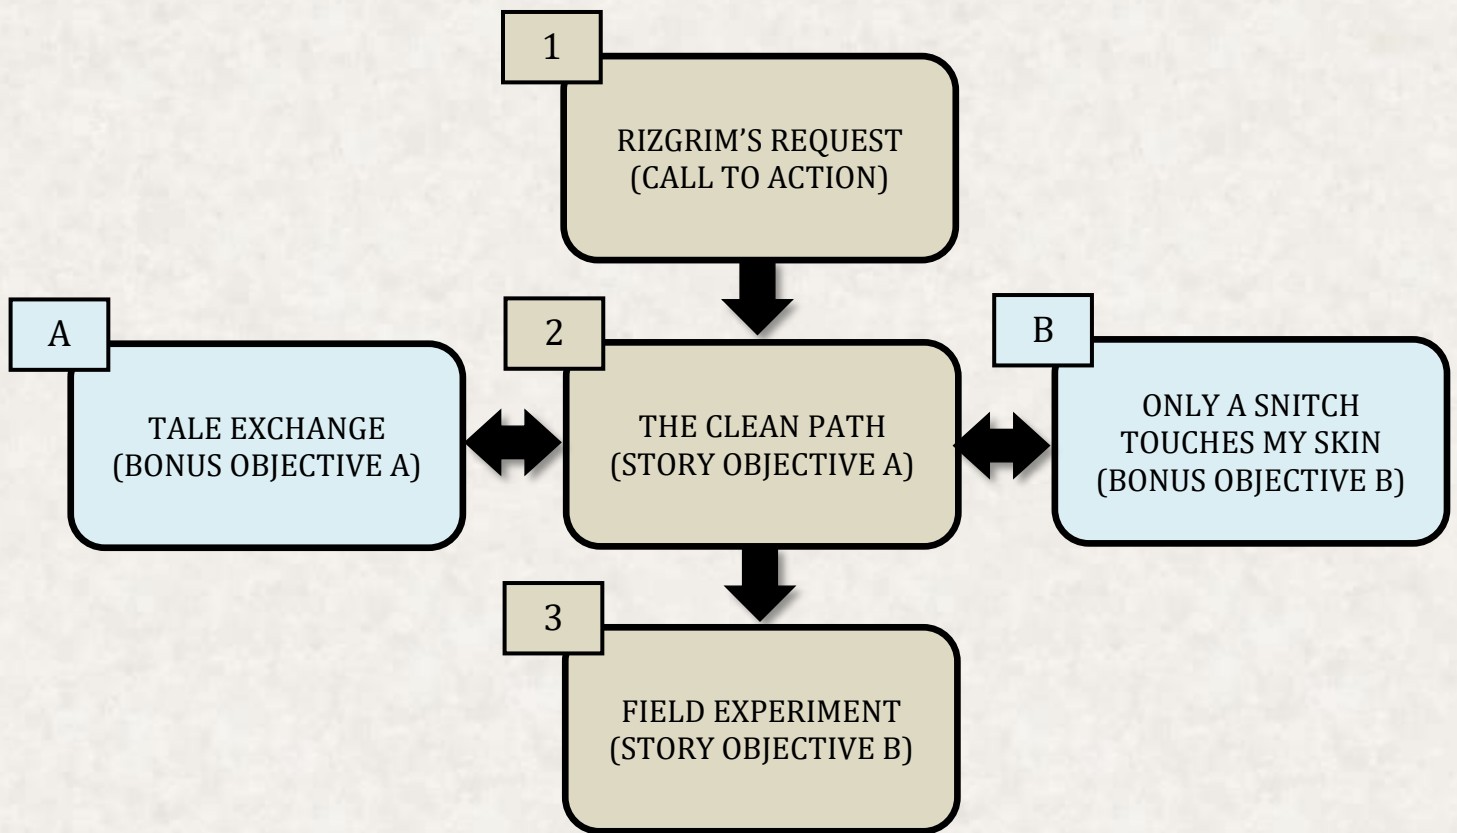 1
RIZGRIM’S REQUEST
(CALL TO ACTION)
A
TALE EXCHANGE
(BONUS OBJECTIVE A)
2
THE CLEAN PATH
(STORY OBJECTIVE A)
B
ONLY A SNITCH
TOUCHES MY SKIN
(BONUS OBJECTIVE B)
3
FIELD EXPERIMENT
(STORY OBJECTIVE B)